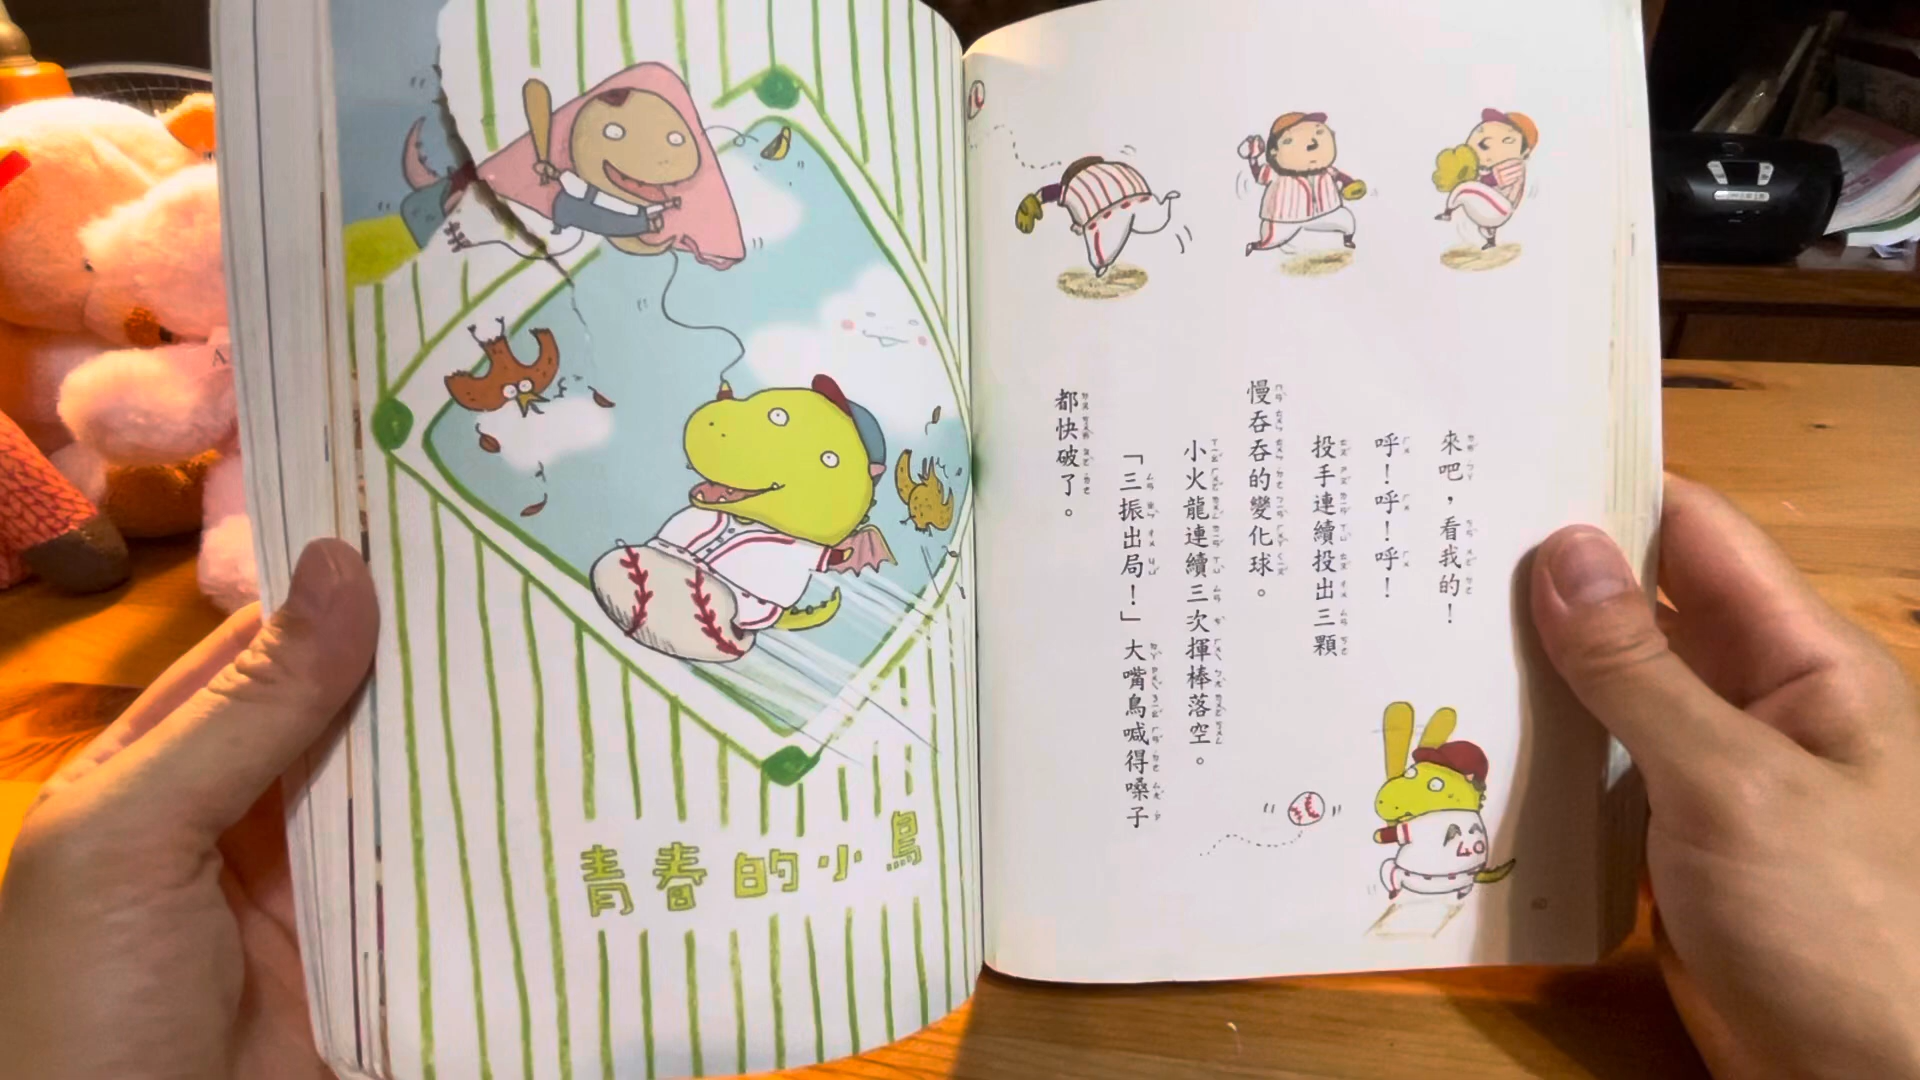 來吧，看我的！
呼！呼！呼！
投手連續投出三顆
慢吞吞的變化球。
小火龍連續三次揮棒落空。
「三振出局！」大嘴鳥喊得嗓子
都快破了。
40
60
青春的小鳥